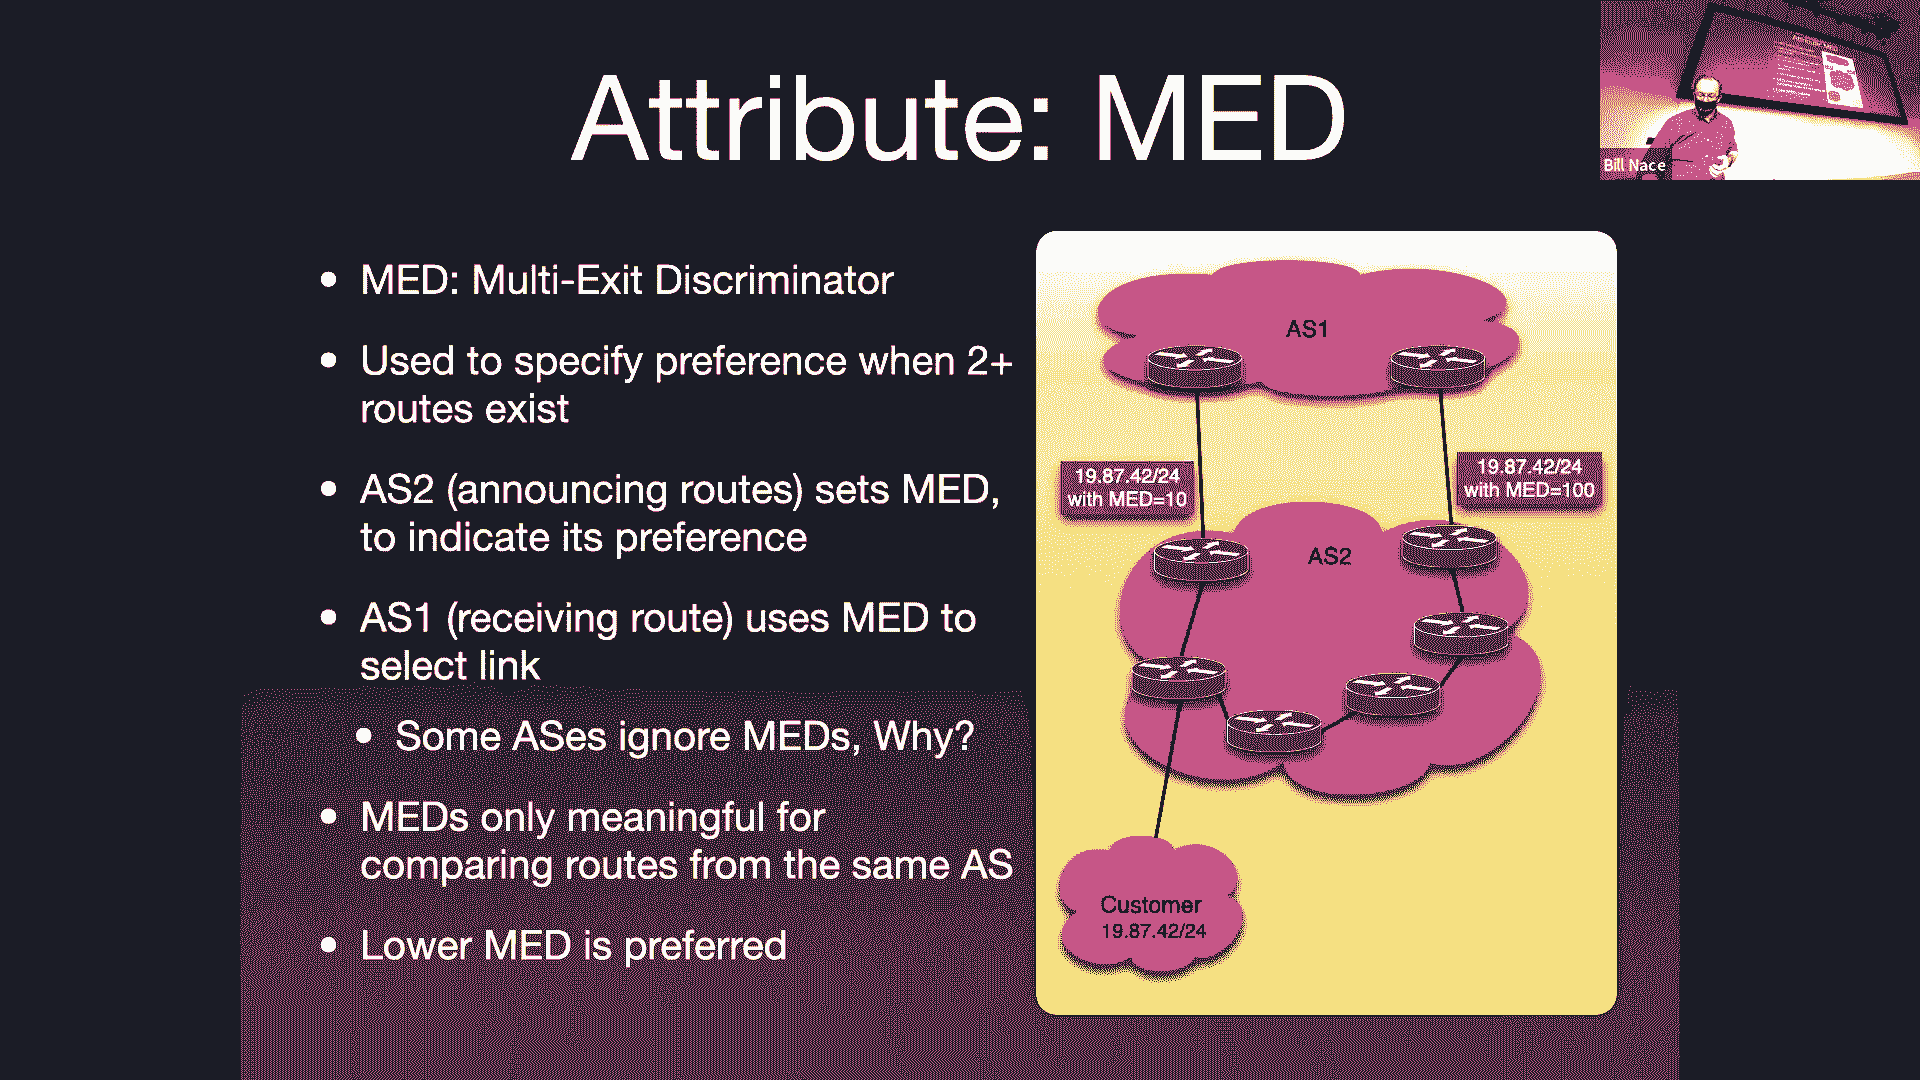 Attribute: MED
Bill Nace
MED: Multi-Exit Discriminator
Used to specify preference when 2+
routes exist
AS2 (announcing routes) sets MED,
to indicate its preference
AS1 (receiving route) uses MED to
select link
Some ASes ignore MEDs, Why?
MEDs only meaningful for
comparing routes from the same AS
Lower MED is preferred
AS1
19.87.42/24
with MED=10
19.87.42/24
with MED=100
AS2
Customer
19.87.42/24